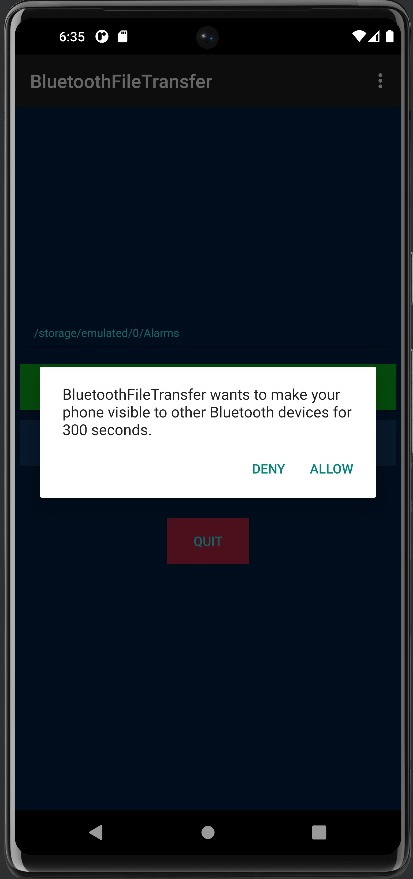 6:35
BluetoothFileTransfer
/storage/emulated/0/Alarms
BluetoothFileTransfer wants to make your
phone visible to other Bluetooth devices for
300 seconds.
DENY ALLOW
QUIT